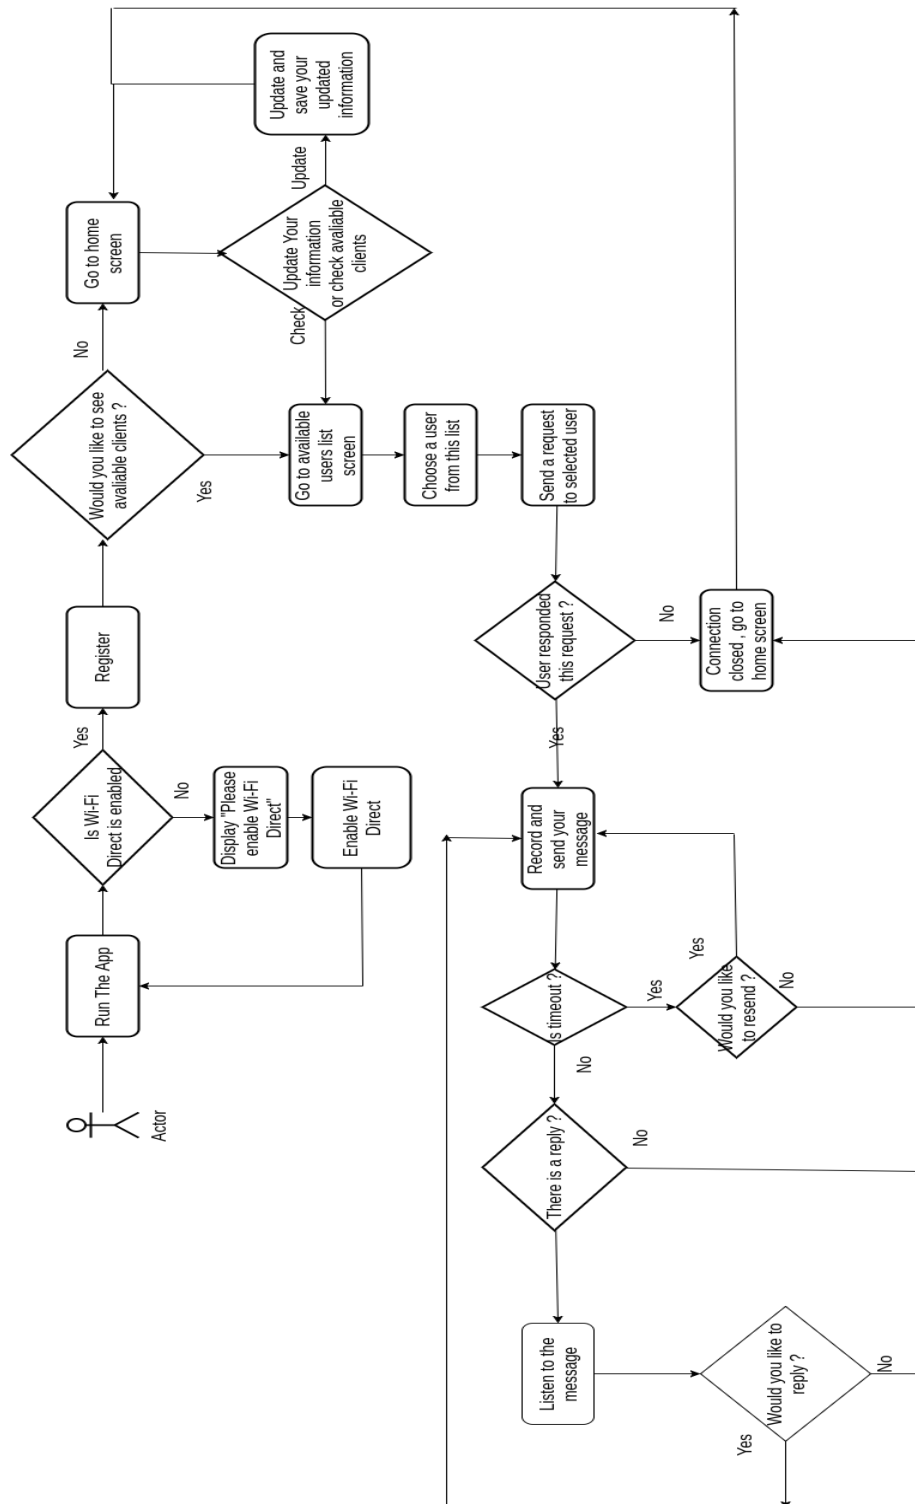 Actor
Run The App
Is Wi-Fi
Direct is enabled
Yes
No
Display "Please
enable Wi-Fi
Direct"
Enable Wi-Fi
Direct
Register
Would you like to see
avaliable clients ?
No
Yes
Go to home
screen
Update Your
information
or check avaliable
clients
Update
Check
Update and
save your
updated
information
Go to available
users list
screen
Choose a user
from this list
Send a request
to selected user
User responded
this request ?
No
Yes
Connection
closed , go to
home screen
Record and
send your
message
Is timeout ?
Yes
No
Would you like
to resend ?
Yes
No
There is a reply ?
No
Listen to the
message
Would you like to
reply ?
Yes
No